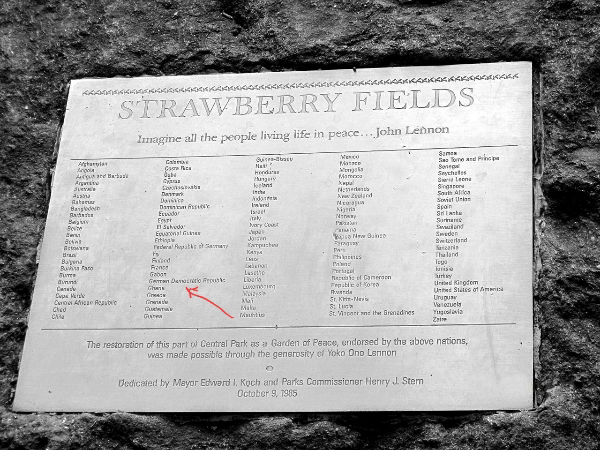 STRAWBERRY FIELDS
Imagine all the people living life in peace...John Lennon
Afghanistan
Angola
Antigua and Barbuda
Argentina
Australia
Austria
Bahamas
Bangladesh
Barbados
Belgium
Belize
Benin
Bolivia
Botswana
Brazil
Bulgaria
Burkina Faso
Burma
Burundi
Canada
Cape Verde
Central African Republic
Chad
Chile
Colombia
Costa Rica
Cuba
Cyprus
Czechoslovakia
Denmark
Dominica
Dominican Republic
Ecuador
Egypt
El Salvador
Equatorial Guinea
Ethiopia
Federal Republic of Germany
Fiji
Finland
France
Gabon
German Democratic Republic
Ghana
Greece
Grenada
Guatemala
Guinea
Guinea-Bissau
Haiti
Honduras
Hungary
Iceland
India
Indonesia
Ireland
Israel
Italy
Ivory Coast
Japan
Jordan
Kampuchea
Kenya
Laos
Lebanon
Lesotho
Liberia
Luxembourg
Malaysia
Mali
Malta
Mauritius
Mexico
Monaco
Mongolia
Morocco
Nepal
Netherlands
New Zealand
Nicaragua
Nigeria
Norway
Pakistan
Panama
Papua New Guinea
Paraguay
Peru
Philippines
Poland
Portugal
Republic of Cameroon
Republic of Korea
Rwanda
St. Kitts-Nevis
St. Lucia
St. Vincent and the Grenadines
Samoa
Sao Tome and Principe
Senegal
Seychelles
Sierra Leone
Singapore
South Africa
Soviet Union
Spain
Sri Lanka
Suriname
Swaziland
Sweden
Switzerland
Tanzania
Thailand
Togo
Tunisia
Turkey
United Kingdom
United States of America
Uruguay
Venezuela
Yugoslavia
Zaire
The restoration of this part of Central Park as a Garden of Peace, endorsed by the above nations,
was made possible through the generosity of Yoko Ono Lennon
Dedicated by Mayor Edward I. Koch and Parks Commissioner Henry J. Stern
October 9, 1985